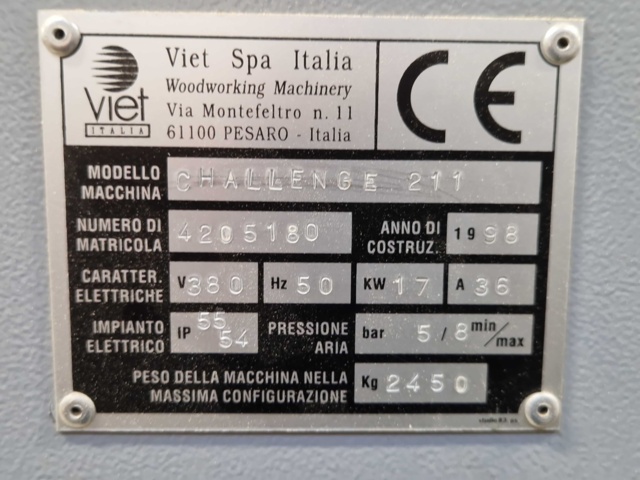 Viet Spa Italia
Woodworking Machinery
Via Montefeltro n. 11
61100 PESARO - Italia
Viet
ITALIA
CE
MODELLO MACCHINA CHALLENGE 211
NUMERO DI MATRICOLA 4205180 ANNO DI COSTRUZ. 1998
CARATTER. ELETTRICHE V 380 Hz 50 KW 17 A 36
IMPIANTO ELETTRICO IP 55 54 PRESSIONE ARIA bar 5 / 8 min/max
PESO DELLA MACCHINA NELLA
MASSIMA CONFIGURAZIONE Kg 2450